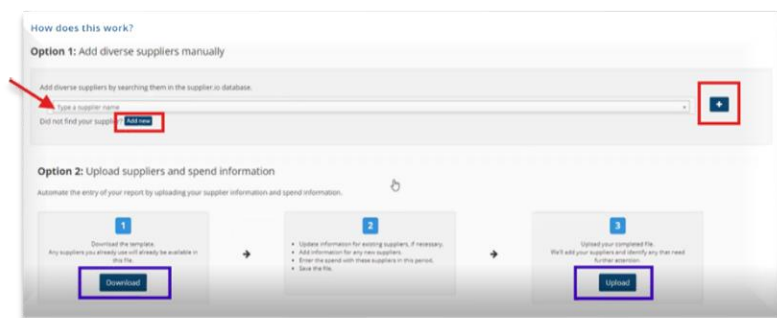 How does this work?
Option 1: Add diverse suppliers manually
Add diverse suppliers by searching them in the supplier.io database.
Type a supplier name
+
Did not find your supplier? Add new
Option 2: Upload suppliers and spend information
Automate the entry of your report by uploading your supplier information and spend information.
1
Download the template.
Any suppliers you already use will already be available in
this file.
Download
2
• Update information for existing suppliers, if necessary.
• Add information for any new suppliers.
• Enter the spend with these suppliers in this period.
• Save the file.
3
Upload your completed file.
We'll add your suppliers and identify any that need
further attention.
Upload